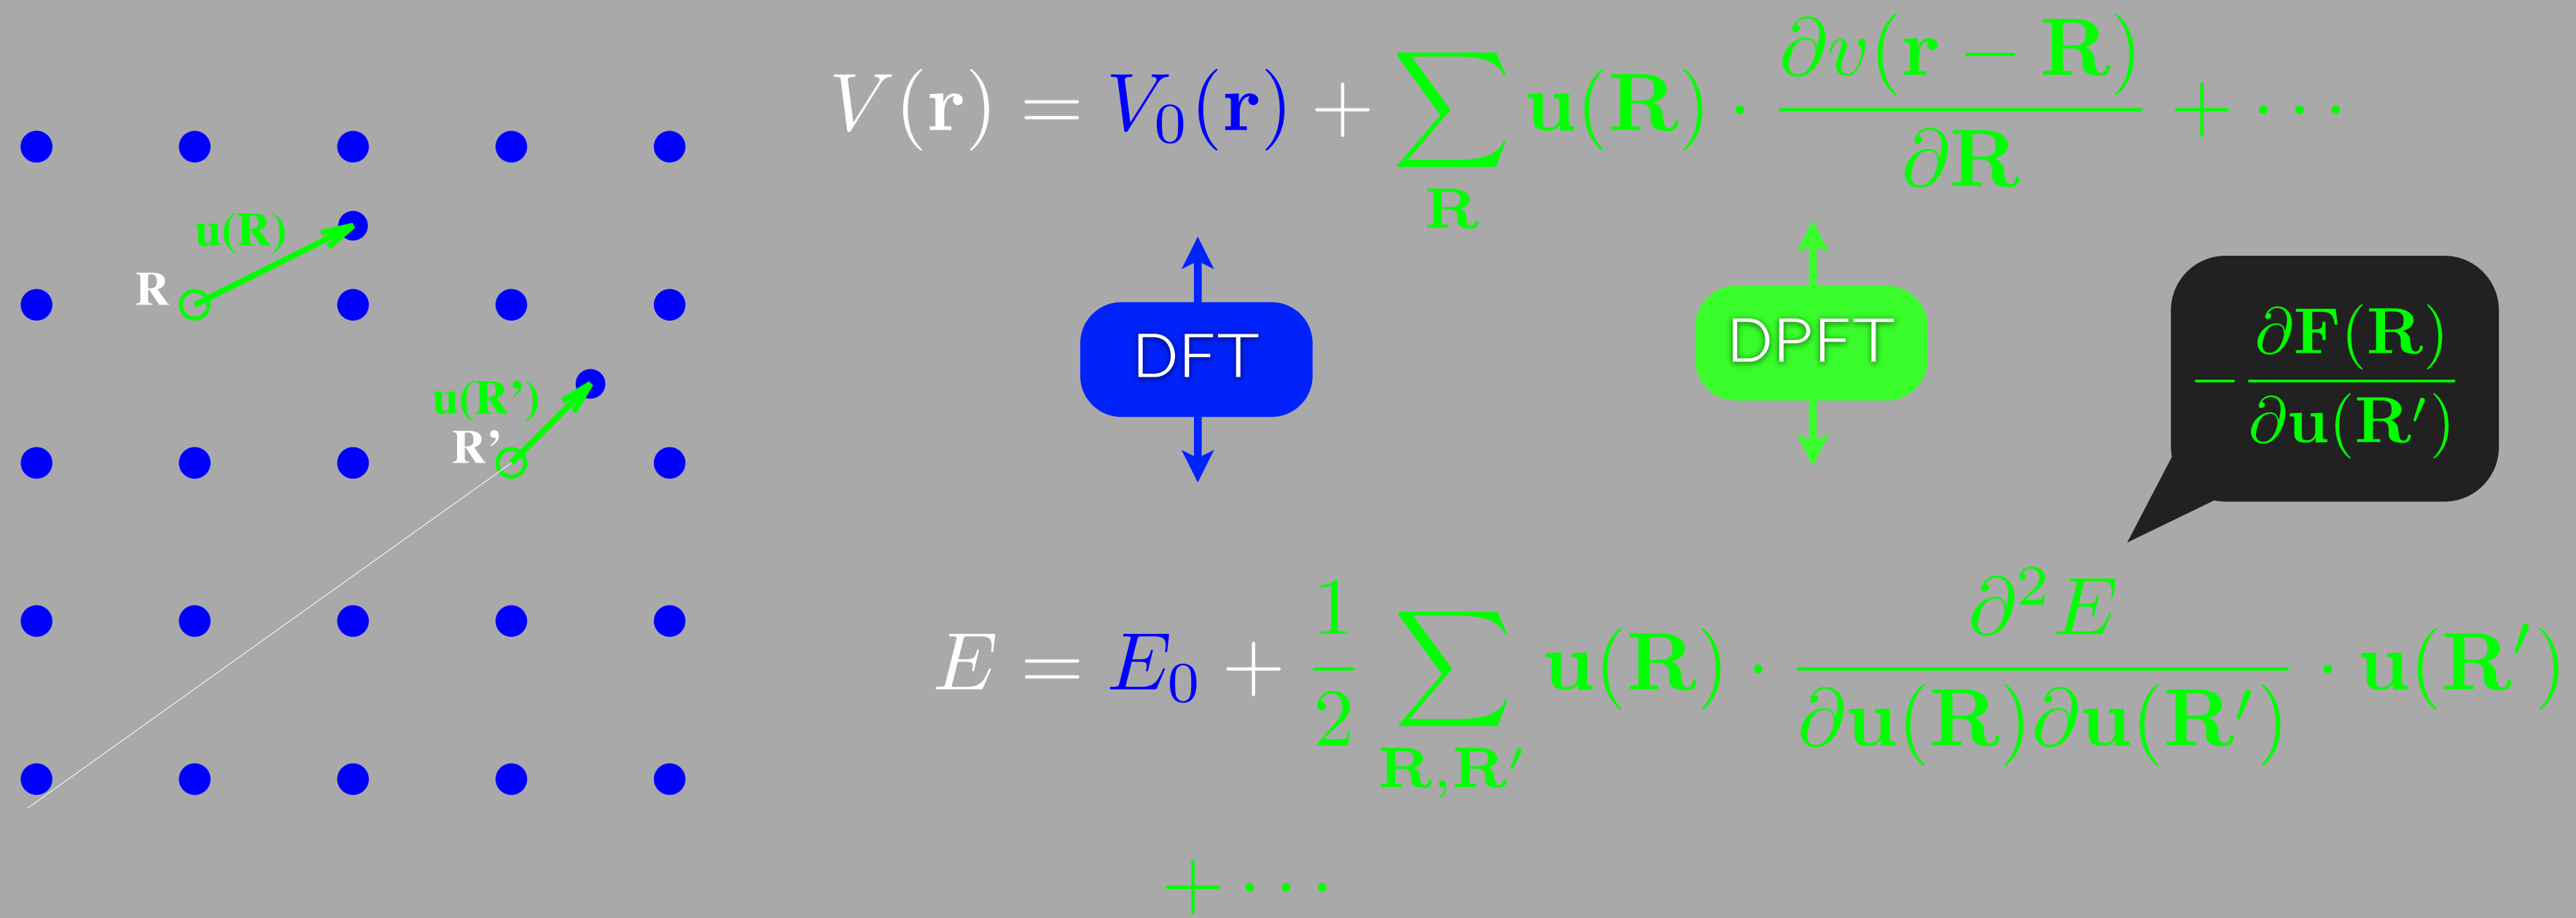 V(r) = V₀(r) + ∑_R u(R) · ∂v(r − R)/∂R + · · ·
u(R)
R
DFT
DPFT
−∂F(R)/∂u(R′)
u(R')
R'
E = E₀ + 1/2 ∑_{R,R′} u(R) · ∂²E/∂u(R)∂u(R′) · u(R′)
+ · · ·